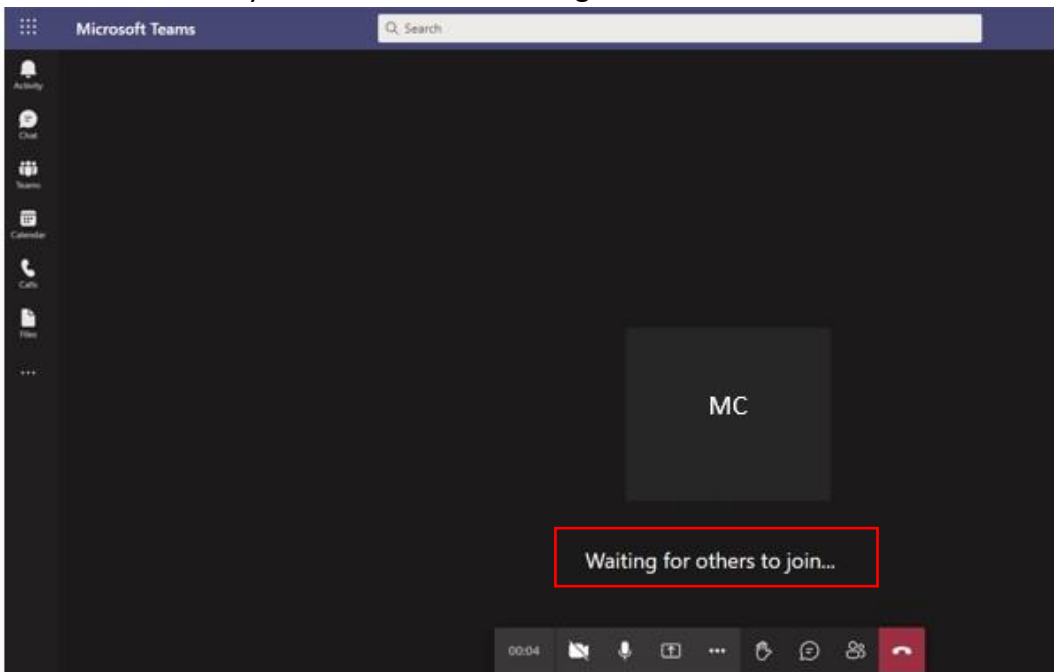 Microsoft Teams
Search
Activity
Chat
Teams
Calendar
Calls
Files
MC
Waiting for others to join...
00:04